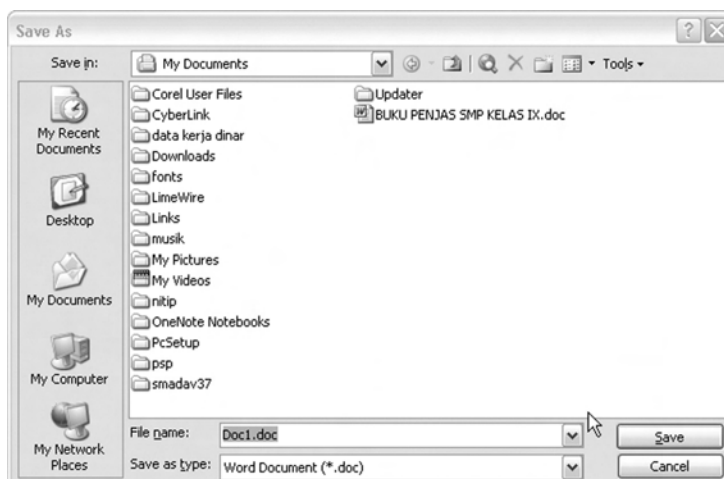 Save As
Save in:
My Documents
Tools
My Recent
Documents
Desktop
My Documents
My Computer
My Network
Places
Corel User Files
CyberLink
data kerja dinar
Downloads
fonts
LimeWire
Links
musik
My Pictures
My Videos
nitip
OneNote Notebooks
PcSetup
psp
smadav37
Updater
BUKU PENJAS SMP KELAS IX.doc
File name:
Doc1.doc
Save
Save as type:
Word Document (*.doc)
Cancel